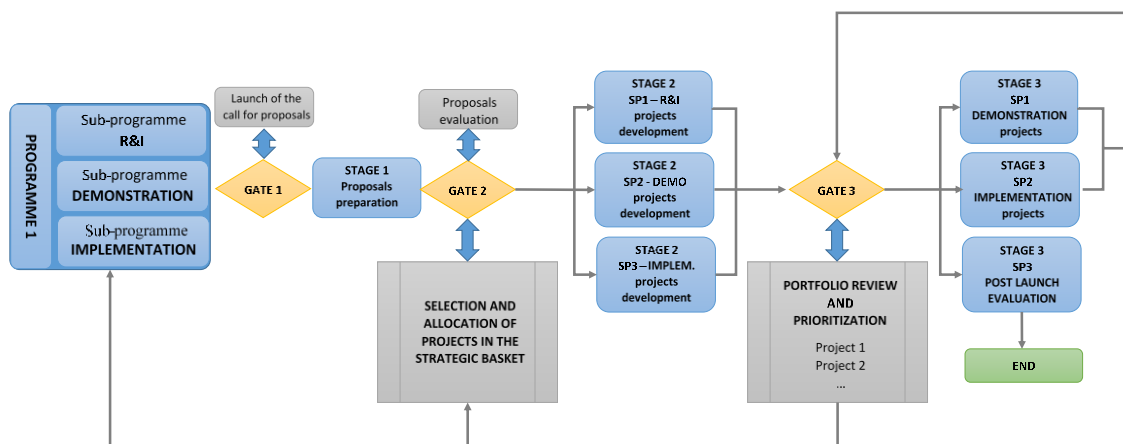 PROGRAMME 1
Sub-programme
R&I
Sub-programme
DEMONSTRATION
Sub-programme
IMPLEMENTATION
Launch of the
call for proposals
GATE 1
STAGE 1
Proposals
preparation
Proposals
evaluation
GATE 2
SELECTION AND
ALLOCATION OF
PROJECTS IN THE
STRATEGIC BASKET
STAGE 2
SP1–R&I
projects
development
STAGE 2
SP2 - DEMO
projects
development
STAGE 2
SP3–IMPLEM.
projects
development
GATE 3
PORTFOLIO REVIEW
AND
PRIORITIZATION
Project 1
Project 2
...
STAGE 3
SP1
DEMONSTRATION
projects
STAGE 3
SP2
IMPLEMENTATION
projects
STAGE 3
SP3
POST LAUNCH
EVALUATION
END